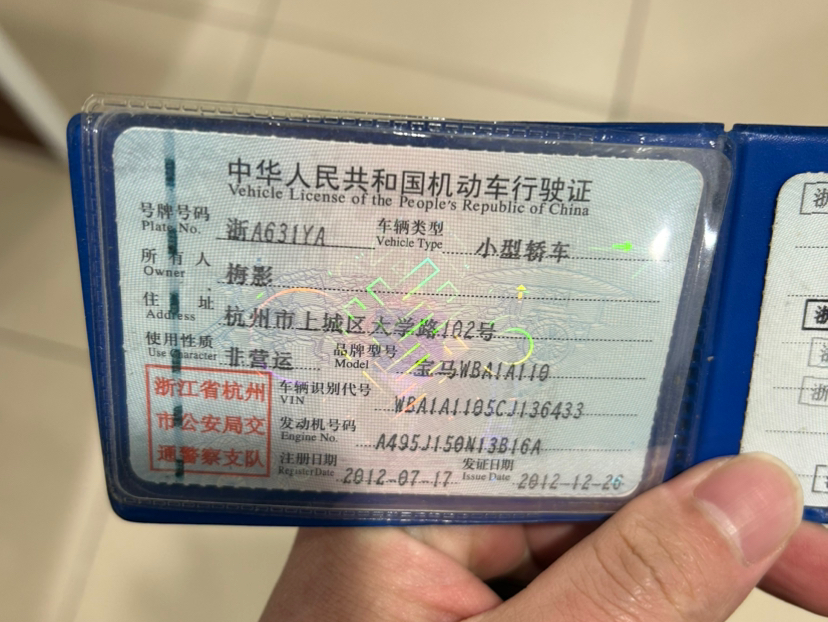 中华人民共和国机动车行驶证
Vehicle License of the People's Republic of China
号牌号码 浙A631YA 车辆类型 小型轿车
Plate No. Vehicle Type
所有人 梅影
Owner
住址 杭州市上城区大学路102号
Address
使用性质 非营运 品牌型号 宝马WBA1A110
Use Character Model
浙江省杭州
市公安局交
通警察支队
车辆识别代号 WBA1A1105CJ136433
VIN
发动机号码 A495J150N13B16A
Engine No.
注册日期 2012-07-17 发证日期 2012-12-26
Register Date Issue Date
浙
浙
浙